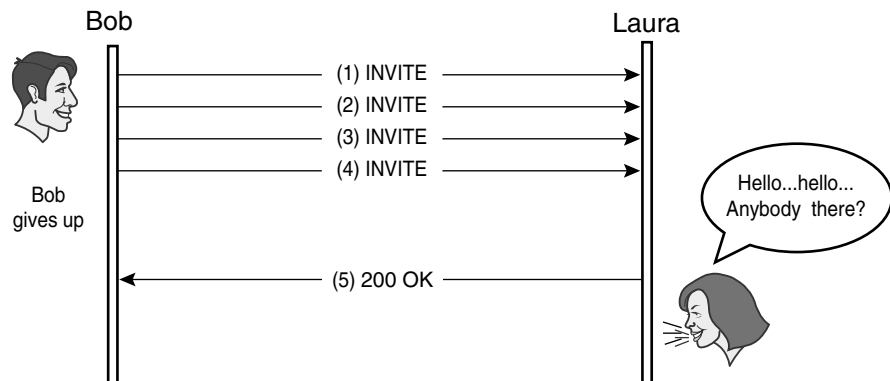 Bob
Laura
(1) INVITE
(2) INVITE
(3) INVITE
(4) INVITE
Bob
gives up
Hello...hello...
Anybody there?
(5) 200 OK